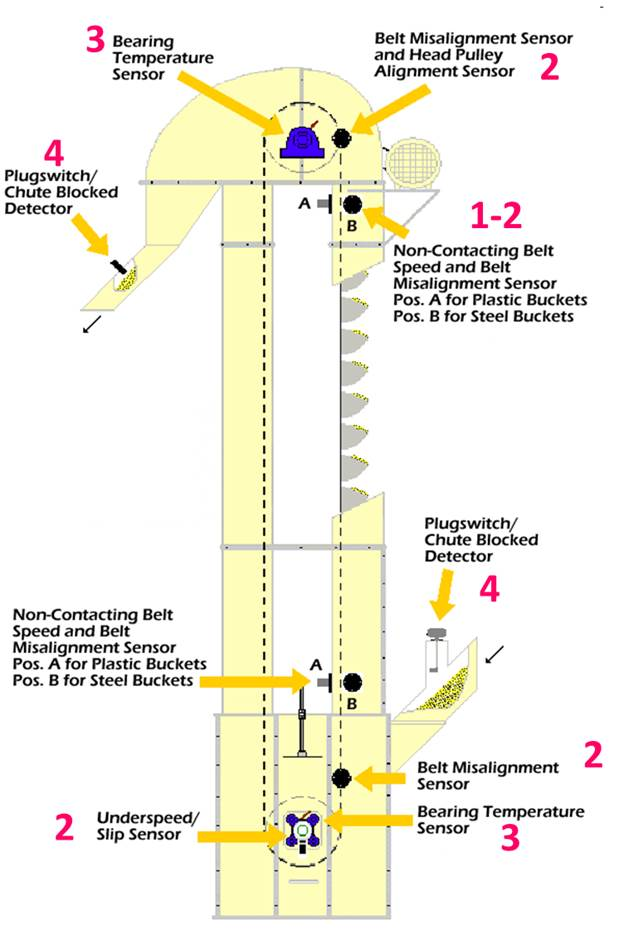 3
Bearing
Temperature
Sensor
Belt Misalignment Sensor
and Head Pulley
Alignment Sensor
2
4
Plugswitch/
Chute Blocked
Detector
A
B
1-2
Non-Contacting Belt
Speed and Belt
Misalignment Sensor
Pos. A for Plastic Buckets
Pos. B for Steel Buckets
Plugswitch/
Chute Blocked
Detector
4
Non-Contacting Belt
Speed and Belt
Misalignment Sensor
Pos. A for Plastic Buckets
Pos. B for Steel Buckets
A
B
Belt Misalignment
Sensor
2
2
Underspeed/
Slip Sensor
Bearing Temperature
Sensor
3